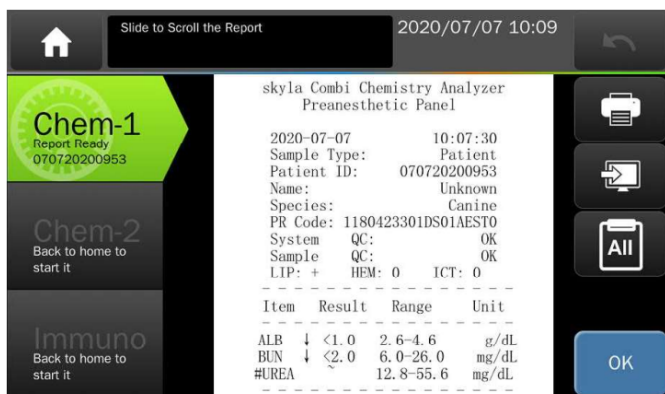 Slide to Scroll the Report
2020/07/07 10:09
Chem-1
Report Ready
070720200953
Chem-2
Back to home to
start it
Immuno
Back to home to
start it
skyla Combi Chemistry Analyzer
Preanesthetic Panel
2020-07-07 10:07:30
Sample Type: Patient
Patient ID: 070720200953
Name: Unknown
Species: Canine
PR Code: 1180423301DS01AEST0
System QC: OK
Sample QC: OK
LIP: + HEM: 0 ICT: 0
Item Result Range Unit
ALB ↓ <1.0 2.6-4.6 g/dL
BUN ↓ <2.0 6.0-26.0 mg/dL
#UREA ~ 12.8-55.6 mg/dL
All
OK